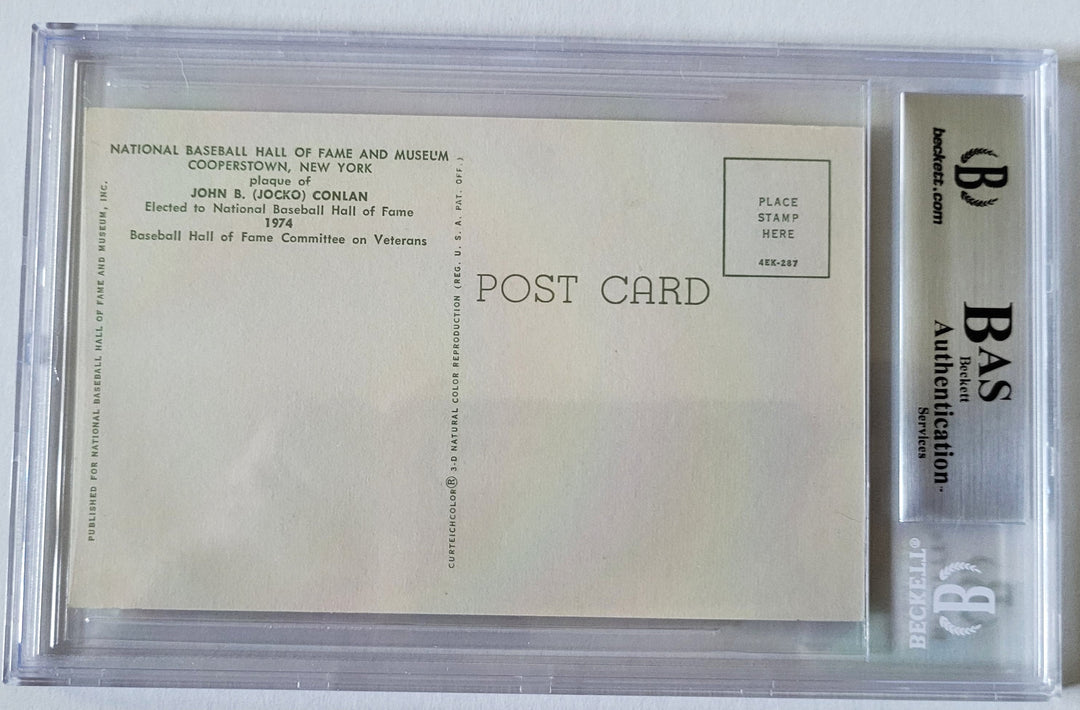 NATIONAL BASEBALL HALL OF FAME AND MUSEUM
COOPERSTOWN, NEW YORK
plaque of
JOHN B. (JOCKO) CONLAN
Elected to National Baseball Hall of Fame
1974
Baseball Hall of Fame Committee on Veterans
PUBLISHED FOR NATIONAL BASEBALL HALL OF FAME AND MUSEUM, INC.
CURTEICHCOLOR® 3-D NATURAL COLOR REPRODUCTION (REG. U. S. A. PAT. OFF.)
POST CARD
PLACE
STAMP
HERE
4EK-287
B
beckett.com
BAS
Beckett
Authentication™
Services
B
BECKETT®